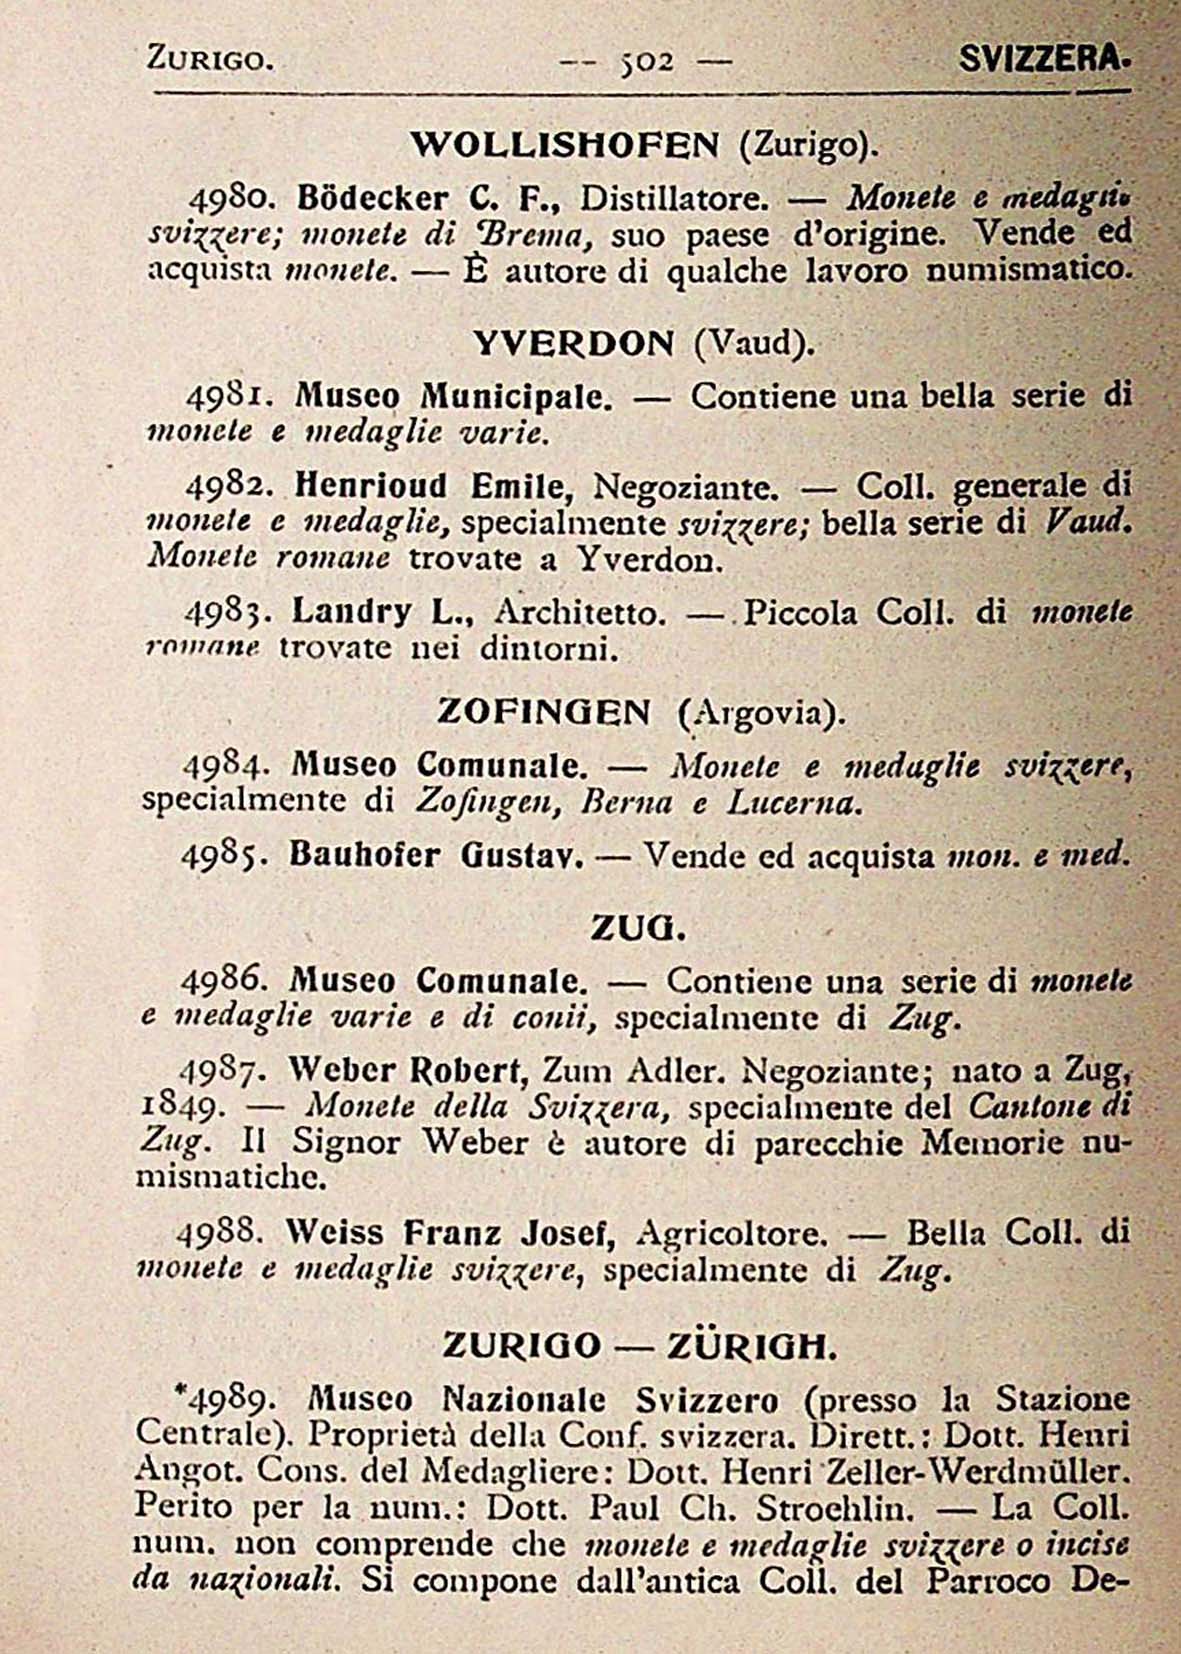 ZURIGO. -- 502 — SVIZZERA.
WOLLISHOFEN (Zurigo).
4980. Bödecker C. F., Distillatore. — Monete e medaglie
svizzere; monete di Brema, suo paese d'origine. Vende ed
acquista monete. — È autore di qualche lavoro numismatico.
YVERDON (Vaud).
4981. Museo Municipale. — Contiene una bella serie di
monete e medaglie varie.
4982. Henrioud Emile, Negoziante. — Coll. generale di
monete e medaglie, specialmente svizzere; bella serie di Vaud.
Monete romane trovate a Yverdon.
4983. Landry L., Architetto. — Piccola Coll. di monete
romane trovate nei dintorni.
ZOFINGEN (Argovia).
4984. Museo Comunale. — Monete e medaglie svizzere,
specialmente di Zofingen, Berna e Lucerna.
4985. Bauhofer Gustav. — Vende ed acquista mon. e med.
ZUG.
4986. Museo Comunale. — Contiene una serie di monete
e medaglie varie e di conii, specialmente di Zug.
4987. Weber Robert, Zum Adler. Negoziante; nato a Zug,
1849. — Monete della Svizzera, specialmente del Cantone di
Zug. Il Signor Weber è autore di parecchie Memorie nu-
mismatiche.
4988. Weiss Franz Josef, Agricoltore. — Bella Coll. di
monete e medaglie svizzere, specialmente di Zug.
ZURIGO — ZÜRIGH.
*4989. Museo Nazionale Svizzero (presso la Stazione
Centrale). Proprietà della Conf. svizzera. Dirett.: Dott. Henri
Angot. Cons. del Medagliere: Dott. Henri Zeller-Werdmüller.
Perito per la num.: Dott. Paul Ch. Stroehlin. — La Coll.
num. non comprende che monete e medaglie svizzere o incise
da nazionali. Si compone dall'antica Coll. del Parroco De-